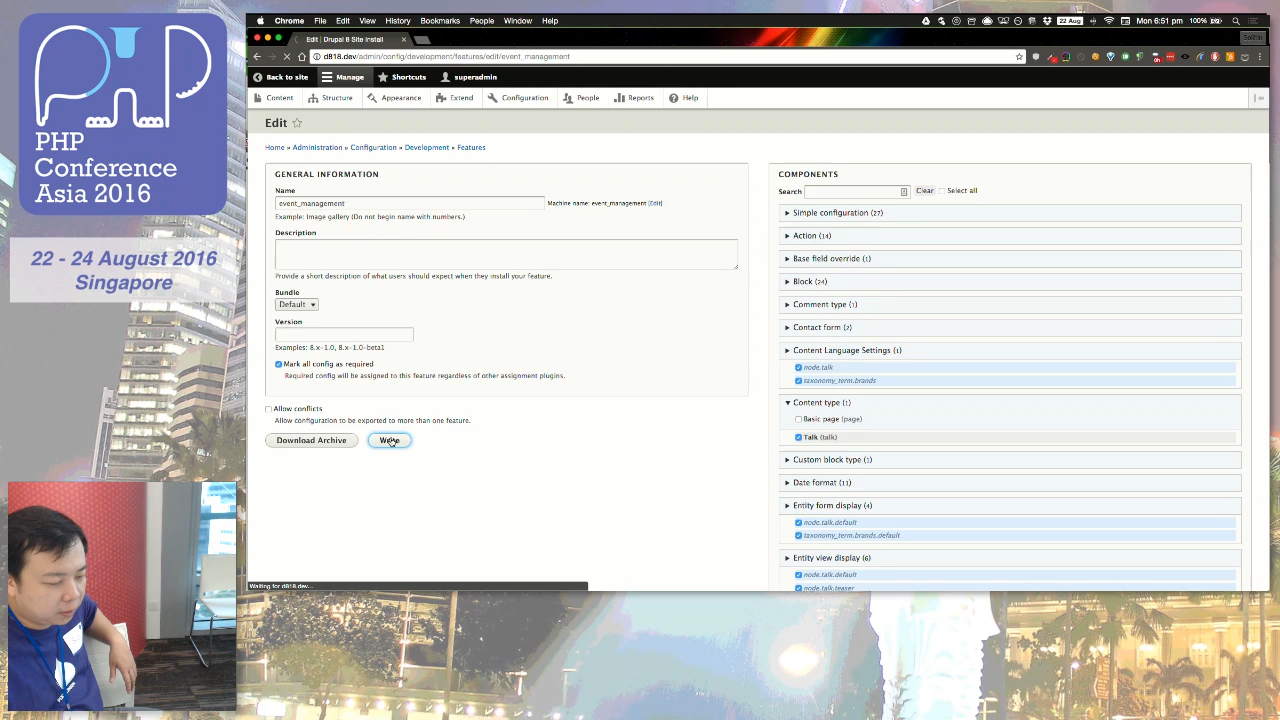 PHP
Conference
Asia 2016
22 - 24 August 2016
Singapore
Chrome File Edit View History Bookmarks People Window Help
22 Aug
Mon 6:51 pm 100%
Edit | Drupal 8 Site Install
d818.dev/admin/config/development/features/edit/event_management
Back to site Manage Shortcuts superadmin
Content Structure Appearance Extend Configuration People Reports Help
Edit
Home » Administration » Configuration » Development » Features
GENERAL INFORMATION
Name
event_management Machine name: event_management [Edit]
Example: Image gallery (Do not begin name with numbers.)
Description
Provide a short description of what users should expect when they install your feature.
Bundle
Default
Version
Examples: 8.x-1.0, 8.x-1.0-beta1
Mark all config as required
Required config will be assigned to this feature regardless of other assignment plugins.
Allow conflicts
Allow configuration to be exported to more than one feature.
Download Archive Write
Waiting for d818.dev...
COMPONENTS
Search Clear Select all
Simple configuration (27)
Action (14)
Base field override (1)
Block (24)
Comment type (1)
Contact form (2)
Content Language Settings (1)
node.talk
taxonomy_term.brands
Content type (1)
Basic page (page)
Talk (talk)
Custom block type (1)
Date format (11)
Entity form display (4)
node.talk.default
taxonomy_term.brands.default
Entity view display (6)
node.talk.default
node.talk.teaser